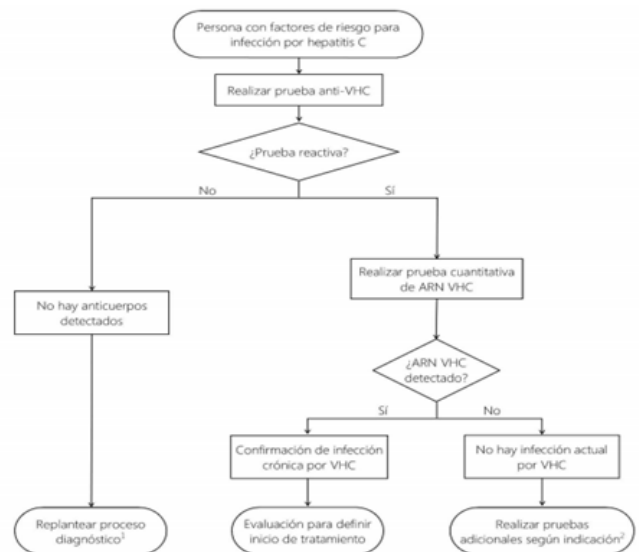 Persona con factores de riesgo para
infección por hepatitis C
Realizar prueba anti-VHC
¿Prueba reactiva?
No
Sí
Realizar prueba cuantitativa
de ARN VHC
No hay anticuerpos
detectados
¿ARN VHC
detectado?
Sí
No
Confirmación de infección
crónica por VHC
No hay infección actual
por VHC
Replantear proceso
diagnóstico¹
Evaluación para definir
inicio de tratamiento
Realizar pruebas
adicionales según indicación²